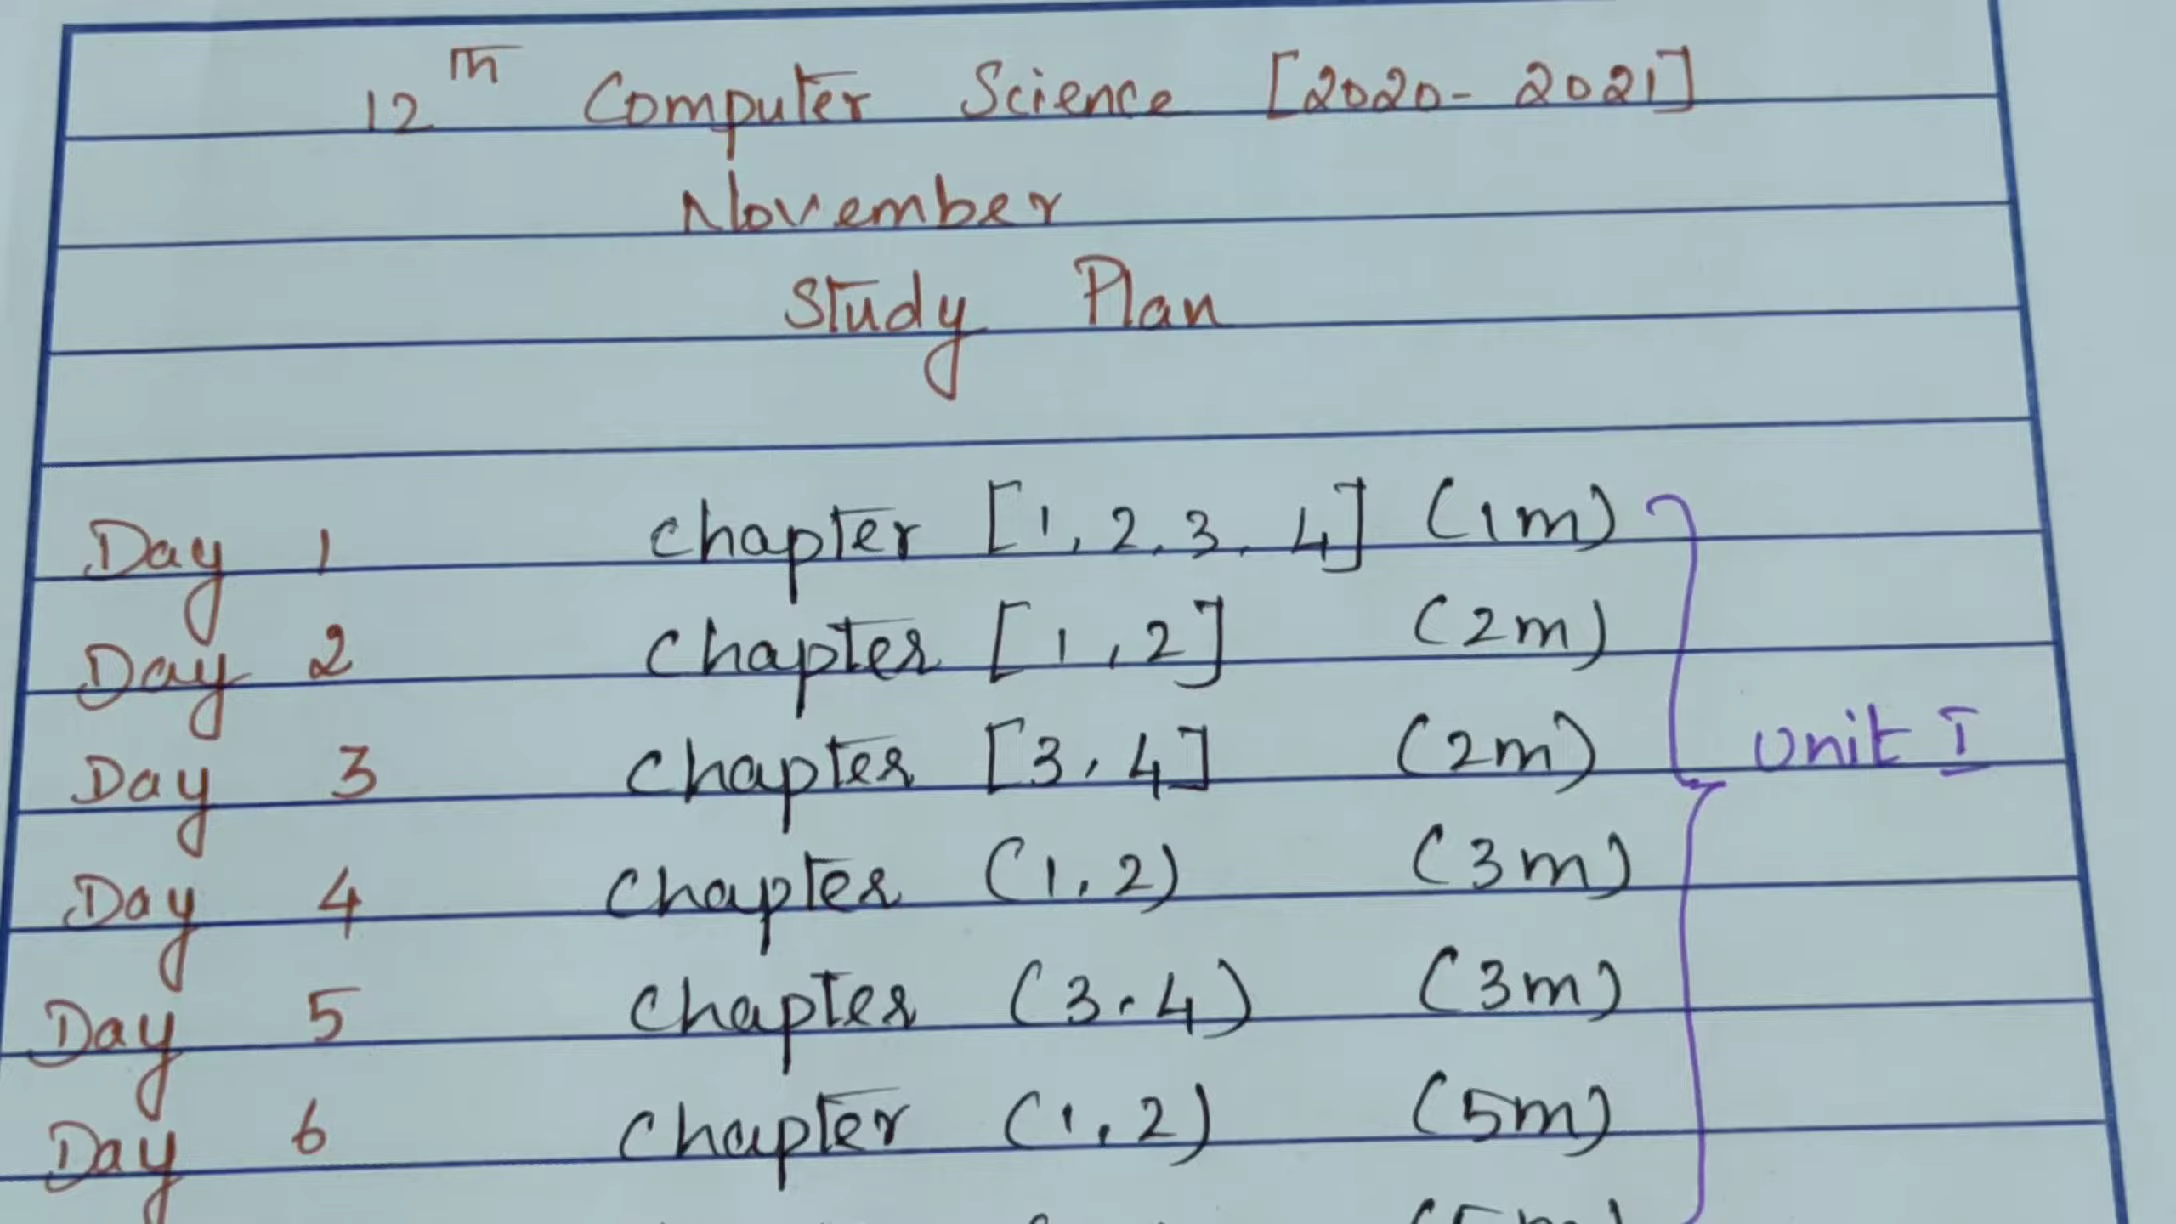 12th Computer Science [2020-2021]
November
Study Plan
Day 1 chapter [1, 2, 3, 4] (1m)
Day 2 chapter [1, 2] (2m)
Day 3 chapter [3, 4] (2m)
unit I
Day 4 chapter (1, 2) (3m)
Day 5 chapter (3, 4) (3m)
Day 6 chapter (1, 2) (5m)
(5m)